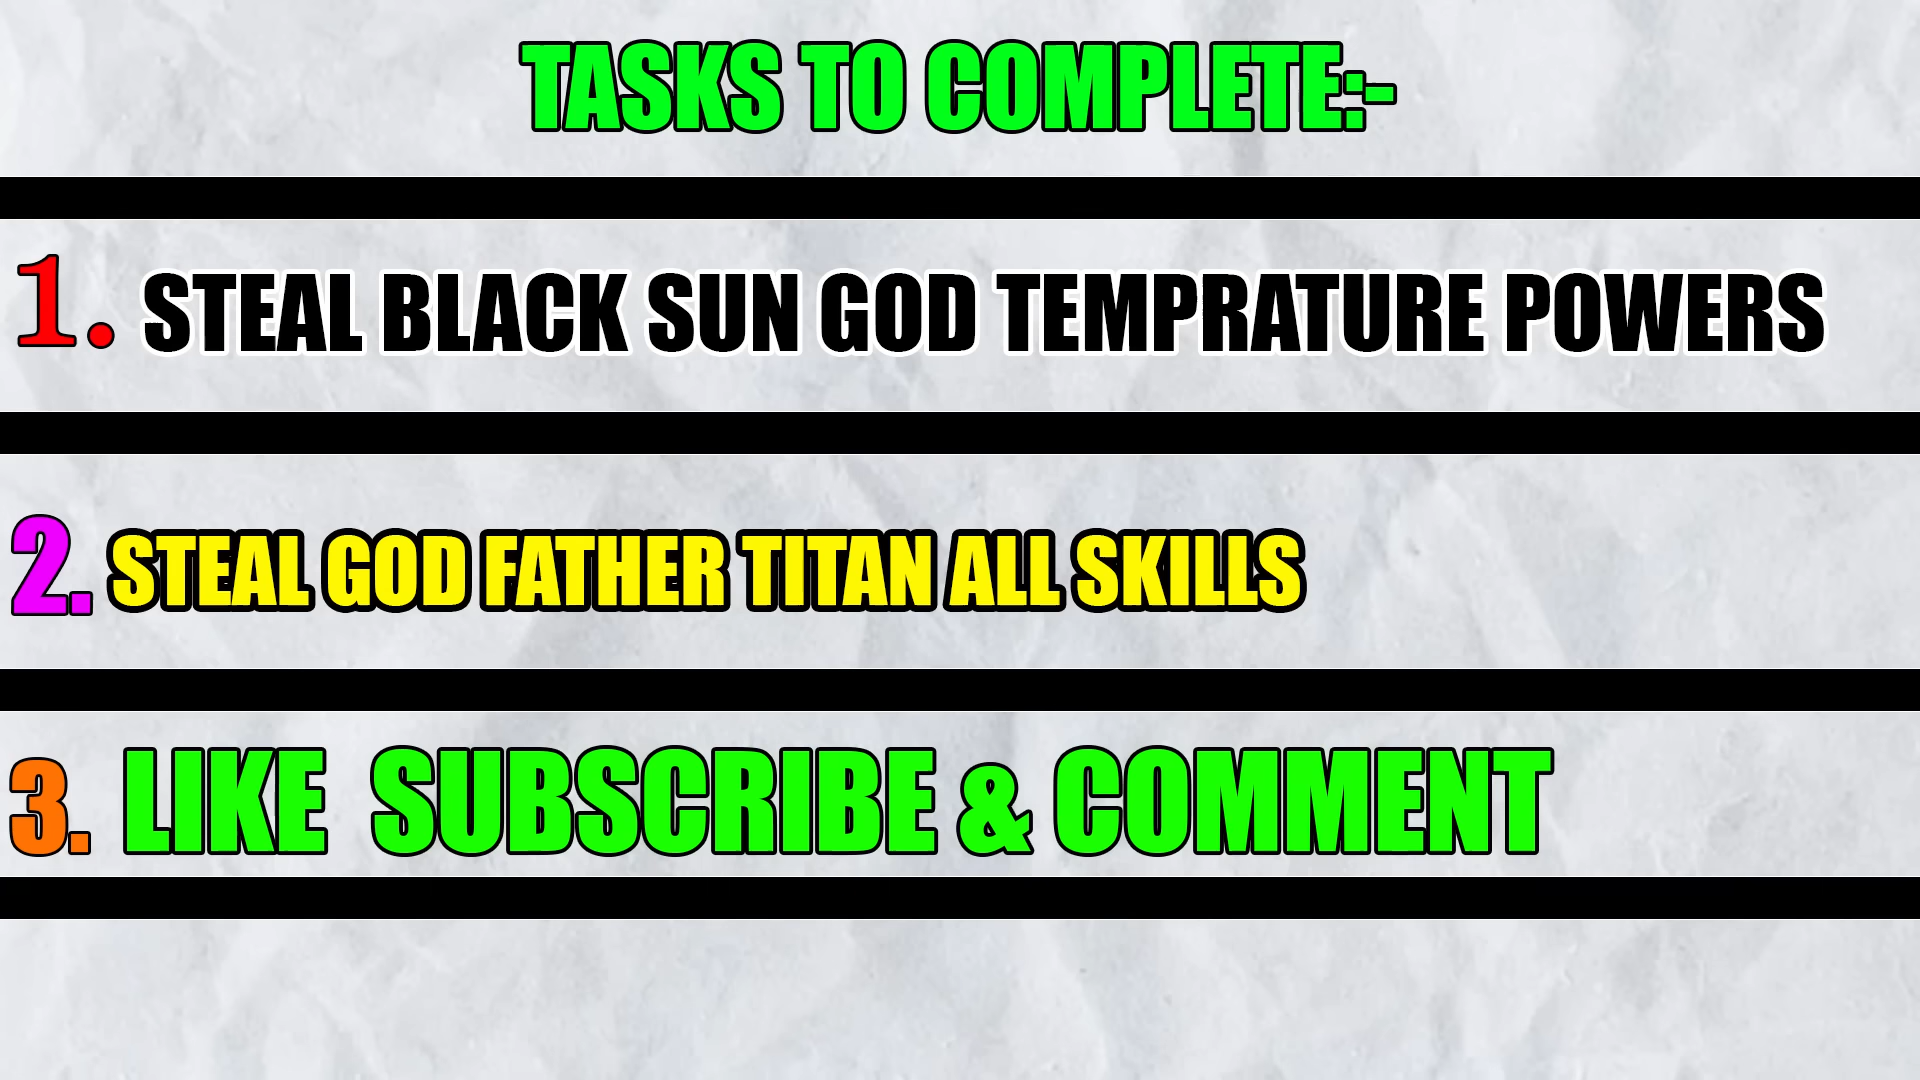 TASKS TO COMPLETE:-
1. STEAL BLACK SUN GOD TEMPRATURE POWERS
2. STEAL GOD FATHER TITAN ALL SKILLS
3. LIKE SUBSCRIBE & COMMENT